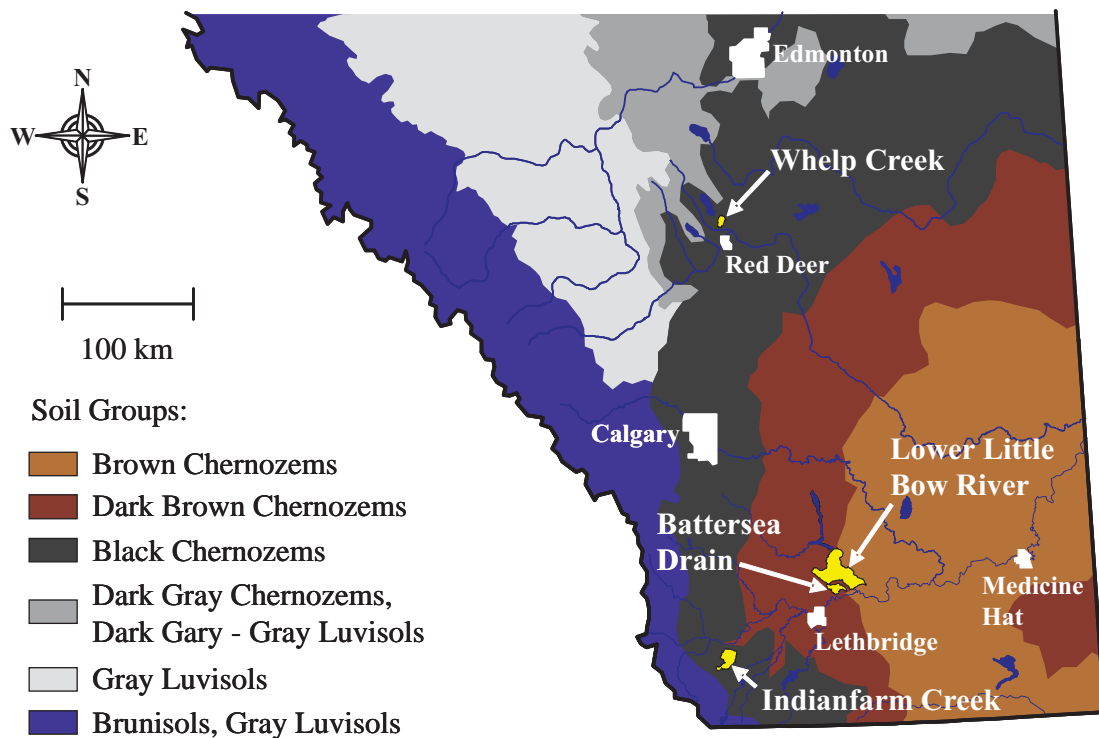 Edmonton
N
W
E
S
Whelp Creek
Red Deer
100 km
Soil Groups:
Brown Chernozems
Dark Brown Chernozems
Black Chernozems
Dark Gray Chernozems,
Dark Gary - Gray Luvisols
Gray Luvisols
Brunisols, Gray Luvisols
Calgary
Lower Little
Bow River
Battersea
Drain
Medicine
Hat
Lethbridge
Indianfarm Creek